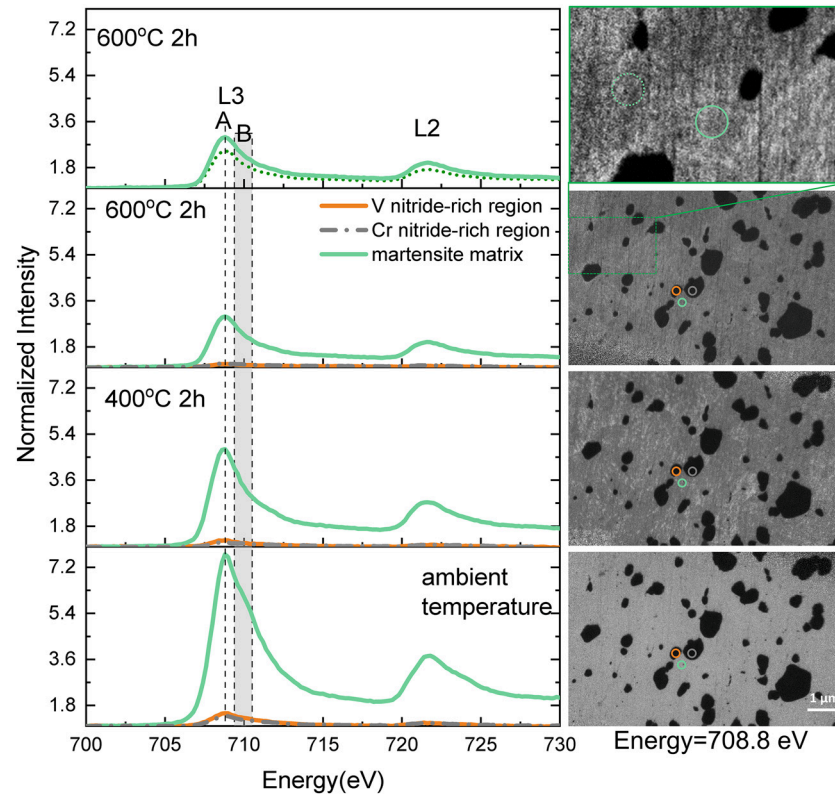 7.2
600°C 2h
5.4
L3
3.6
A
B
L2
1.8
7.2
600°C 2h
V nitride-rich region
5.4
Cr nitride-rich region
martensite matrix
3.6
1.8
7.2
400°C 2h
5.4
3.6
1.8
7.2
ambient
temperature
5.4
3.6
1.8
1 μm
700 705 710 715 720 725 730
Energy(eV)
Normalized Intensity
Energy=708.8 eV